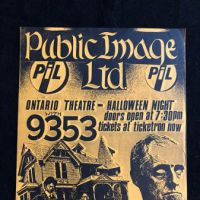 Public Image
PiL Ltd PiL
ONTARIO THEATRE - HALLOWEEN NIGHT
WITH doors open at 7:30pm
9353 tickets at ticketron now